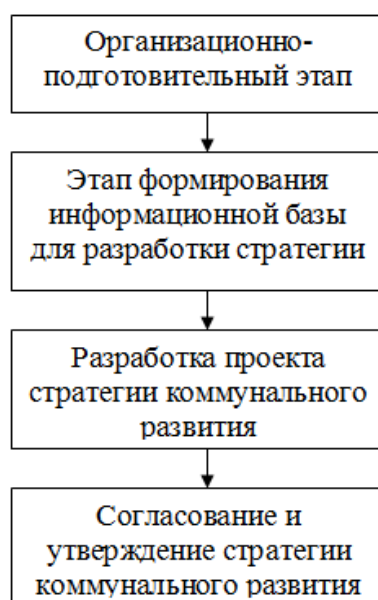 Организационно-
подготовительный этап
Этап формирования
информационной базы
для разработки стратегии
Разработка проекта
стратегии коммунального
развития
Согласование и
утверждение стратегии
коммунального развития